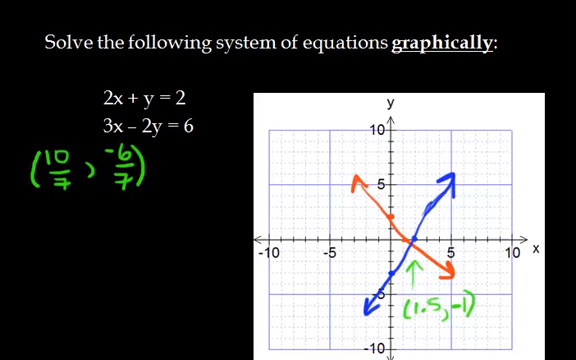 Solve the following system of equations graphically:
2x + y = 2
3x – 2y = 6
(10/7, -6/7)
y
10
5
-10 -5 5 10 x
-5
(1.5, -1)
-10